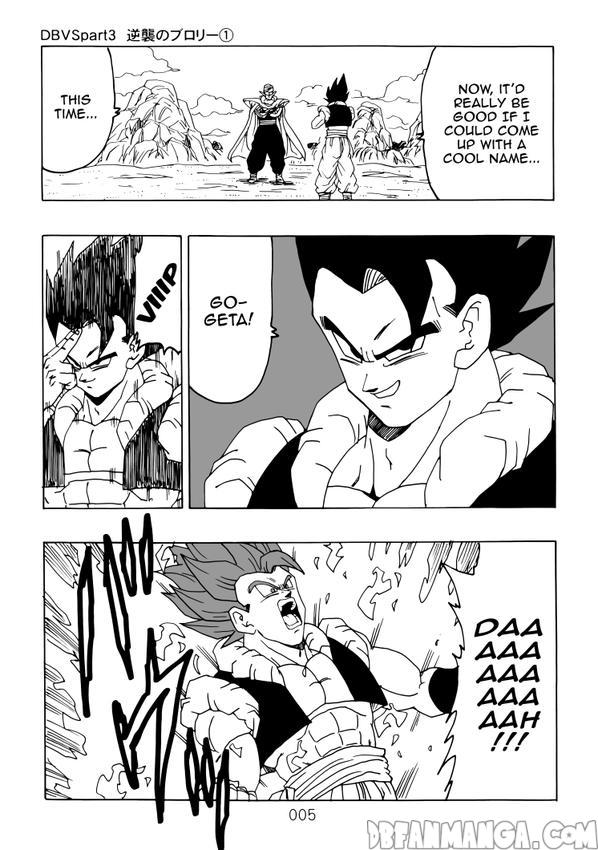 DBVSpart3 逆襲のブロリー①
NOW, IT'D
REALLY BE
GOOD IF I
COULD COME
UP WITH A
COOL NAME...
THIS
TIME...
GO-
GETA!
VIIIP
DAA
AAA
AAA
AAA
AAH
!!!
005
DBFANMANGA.COM